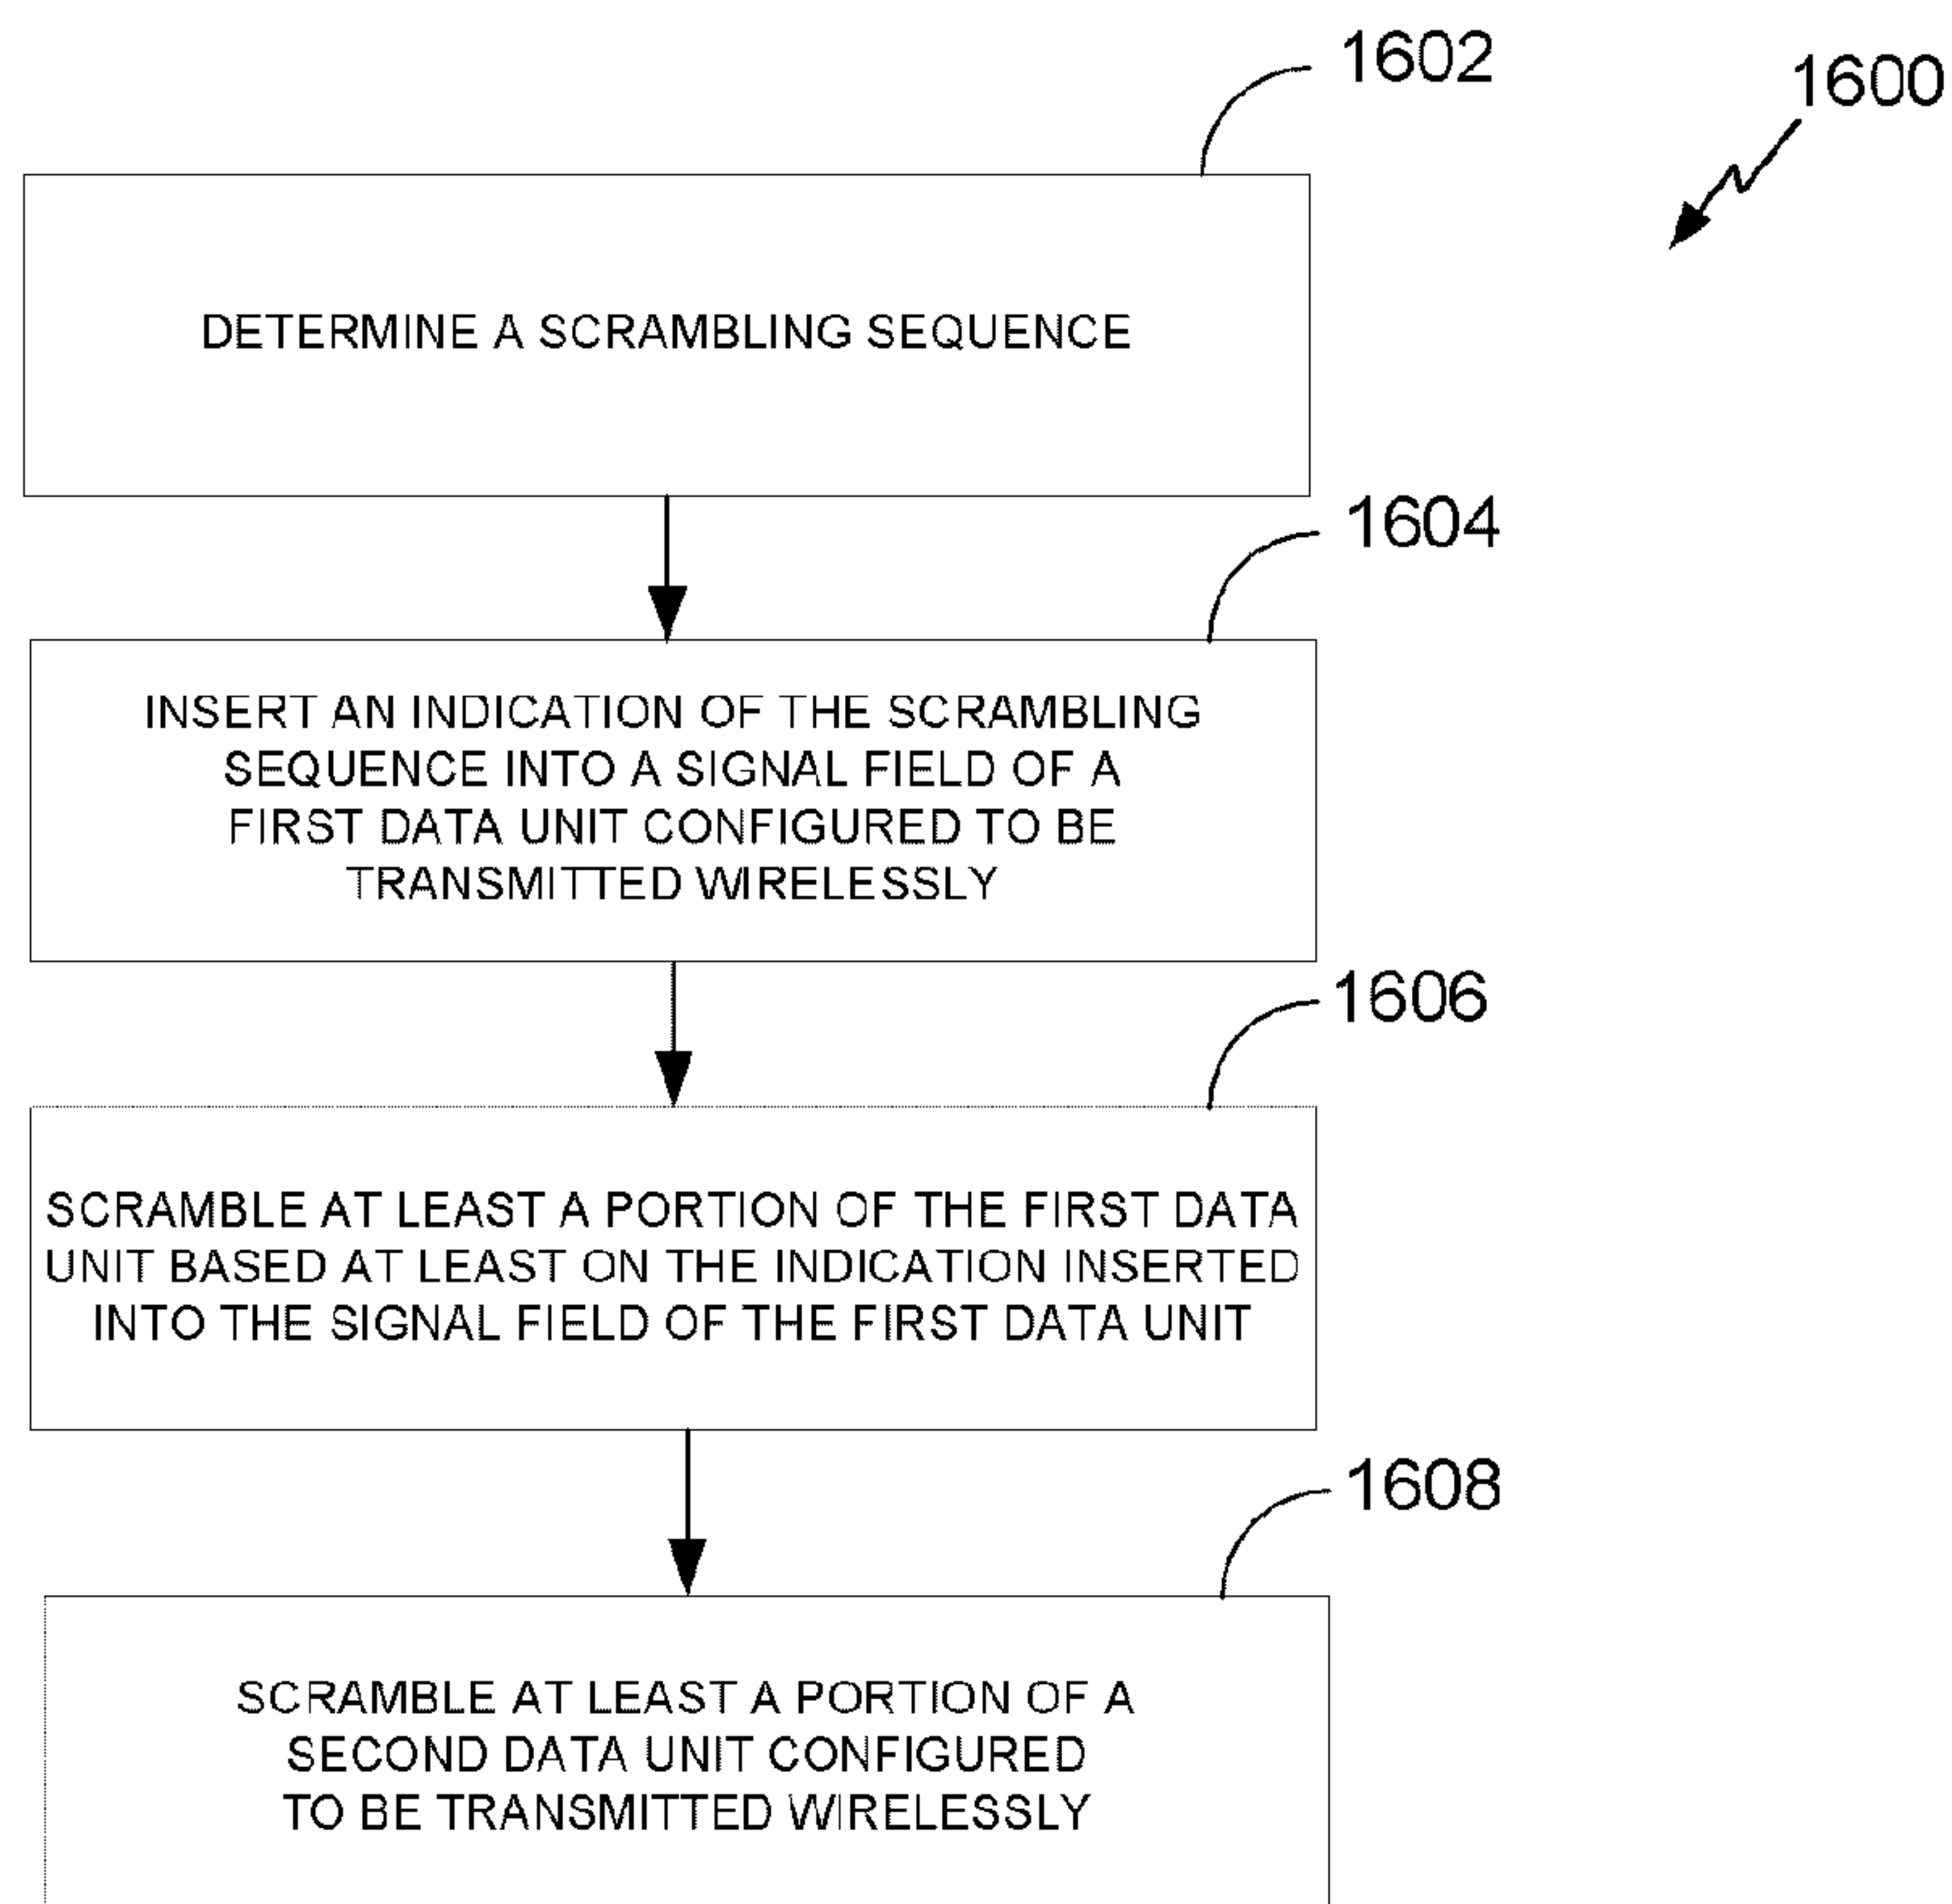 1602
1600
DETERMINE A SCRAMBLING SEQUENCE
1604
INSERT AN INDICATION OF THE SCRAMBLING
SEQUENCE INTO A SIGNAL FIELD OF A
FIRST DATA UNIT CONFIGURED TO BE
TRANSMITTED WIRELESSLY
1606
SCRAMBLE AT LEAST A PORTION OF THE FIRST DATA
UNIT BASED AT LEAST ON THE INDICATION INSERTED
INTO THE SIGNAL FIELD OF THE FIRST DATA UNIT
1608
SCRAMBLE AT LEAST A PORTION OF A
SECOND DATA UNIT CONFIGURED
TO BE TRANSMITTED WIRELESSLY